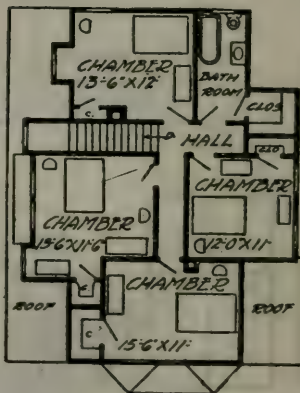 CHAMBER
13'-6"X12'
BATH
ROOM
C.
CLOS
D
HALL
CLO
CHAMBER
13'6"X11'6"
CHAMBER
12'-0"X11'
CHAMBER
15'-6"X11'
C
ROOF
ROOF